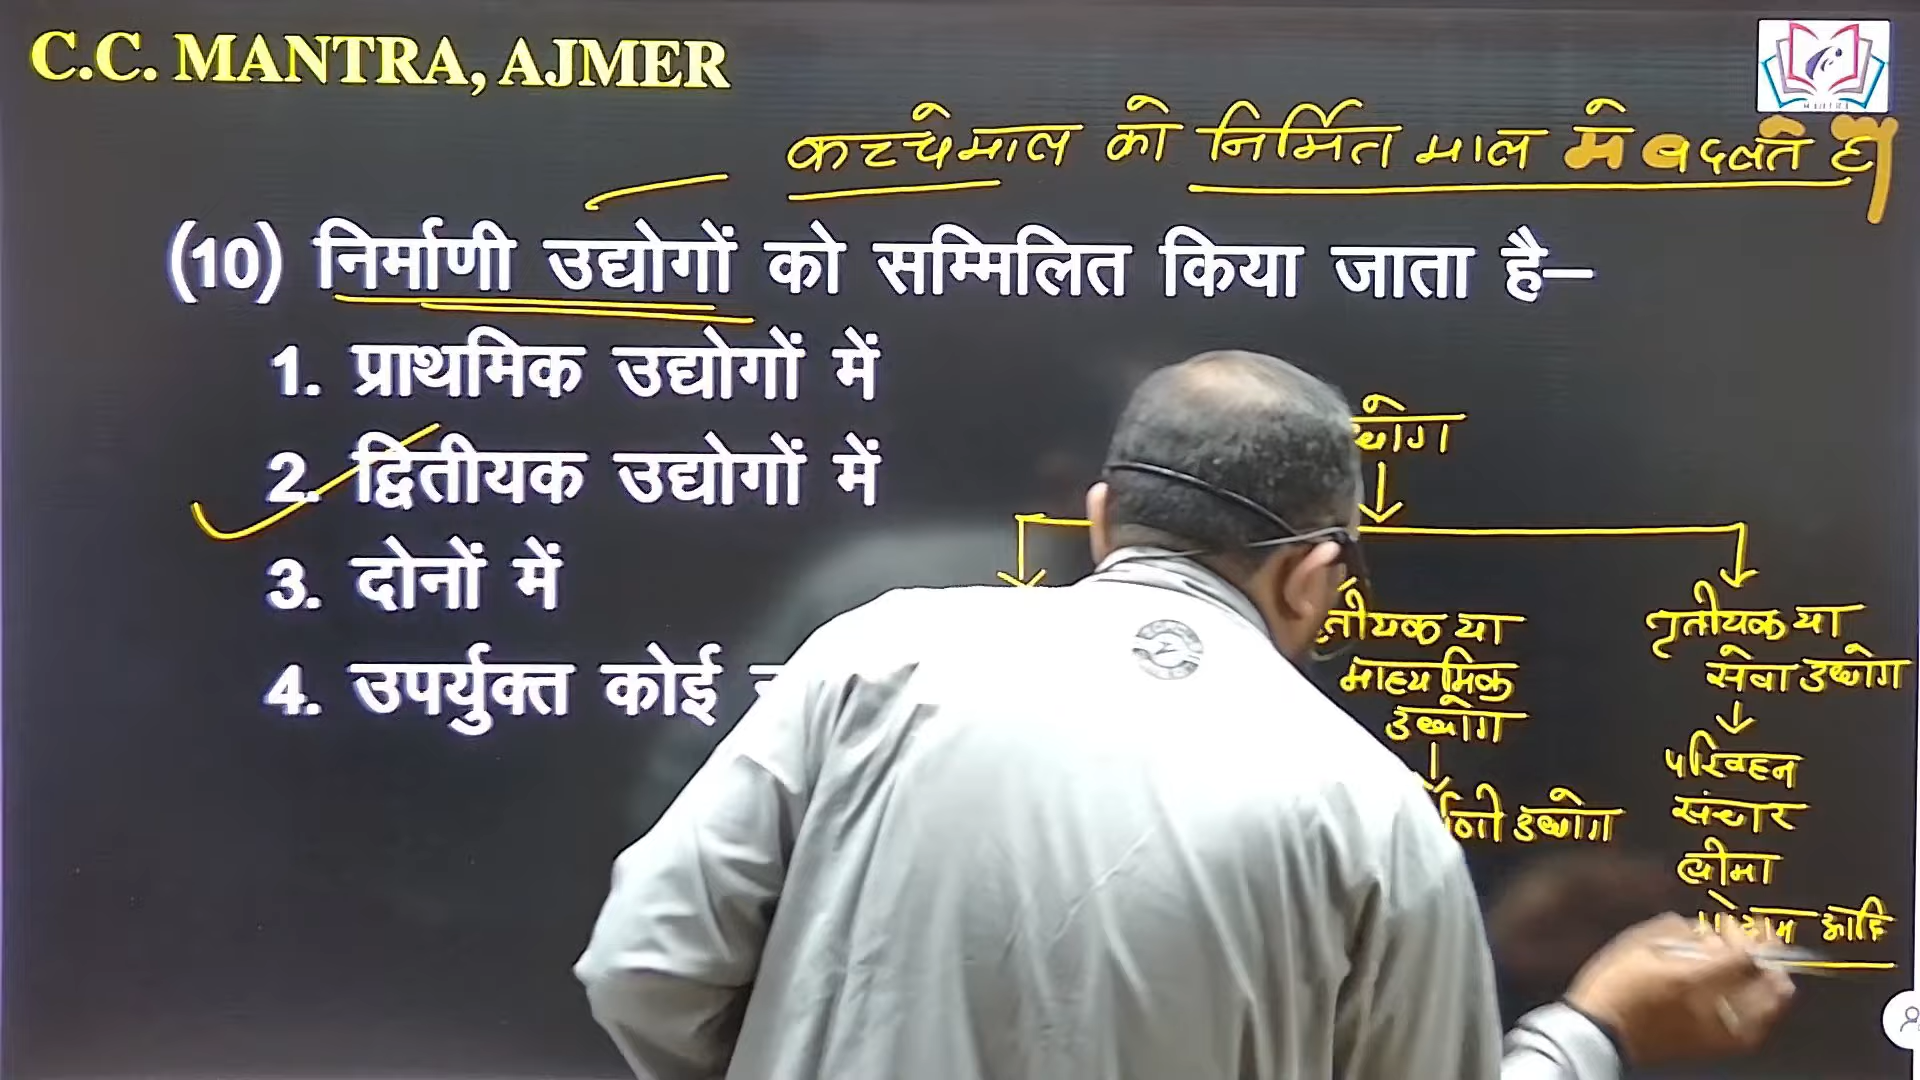 C.C. MANTRA, AJMER
कच्चेमाल को निर्मित माल मे बदलते है
(10) निर्माणी उद्योगों को सम्मिलित किया जाता है–
1. प्राथमिक उद्योगों में
2. द्वितीयक उद्योगों में
3. दोनों में
4. उपर्युक्त कोई
तृतीयक या
सेवा उद्योग
परिवहन
संचार
बीमा
आदि
माध्यमिक
उद्योग
उद्योग